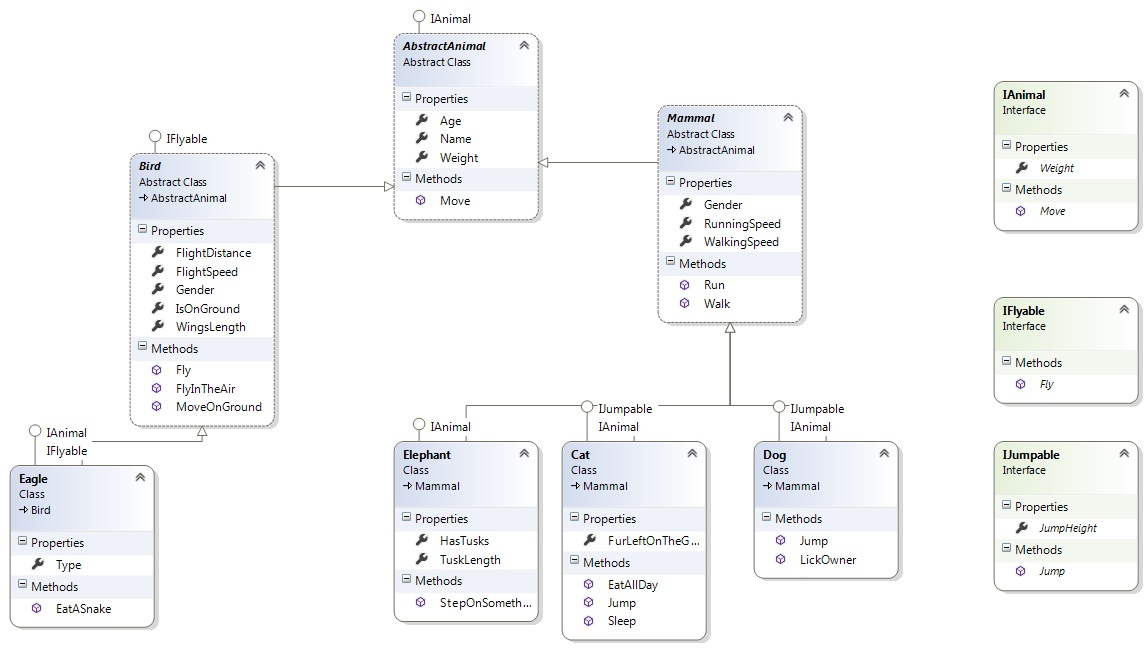 IAnimal
AbstractAnimal
Abstract Class
Properties
Age
Name
Weight
Methods
Move
IFlyable
Bird
Abstract Class
AbstractAnimal
Properties
FlightDistance
FlightSpeed
Gender
IsOnGround
WingsLength
Methods
Fly
FlyInTheAir
MoveOnGround
Mammal
Abstract Class
AbstractAnimal
Properties
Gender
RunningSpeed
WalkingSpeed
Methods
Run
Walk
IAnimal
IFlyable
Eagle
Class
Bird
Properties
Type
Methods
EatASnake
IAnimal
Elephant
Class
Mammal
Properties
HasTusks
TuskLength
Methods
StepOnSometh...
IJumpable
IAnimal
Cat
Class
Mammal
Properties
FurLeftOnTheG...
Methods
EatAllDay
Jump
Sleep
IJumpable
IAnimal
Dog
Class
Mammal
Methods
Jump
LickOwner
IAnimal
Interface
Properties
Weight
Methods
Move
IFlyable
Interface
Methods
Fly
IJumpable
Interface
Properties
JumpHeight
Methods
Jump